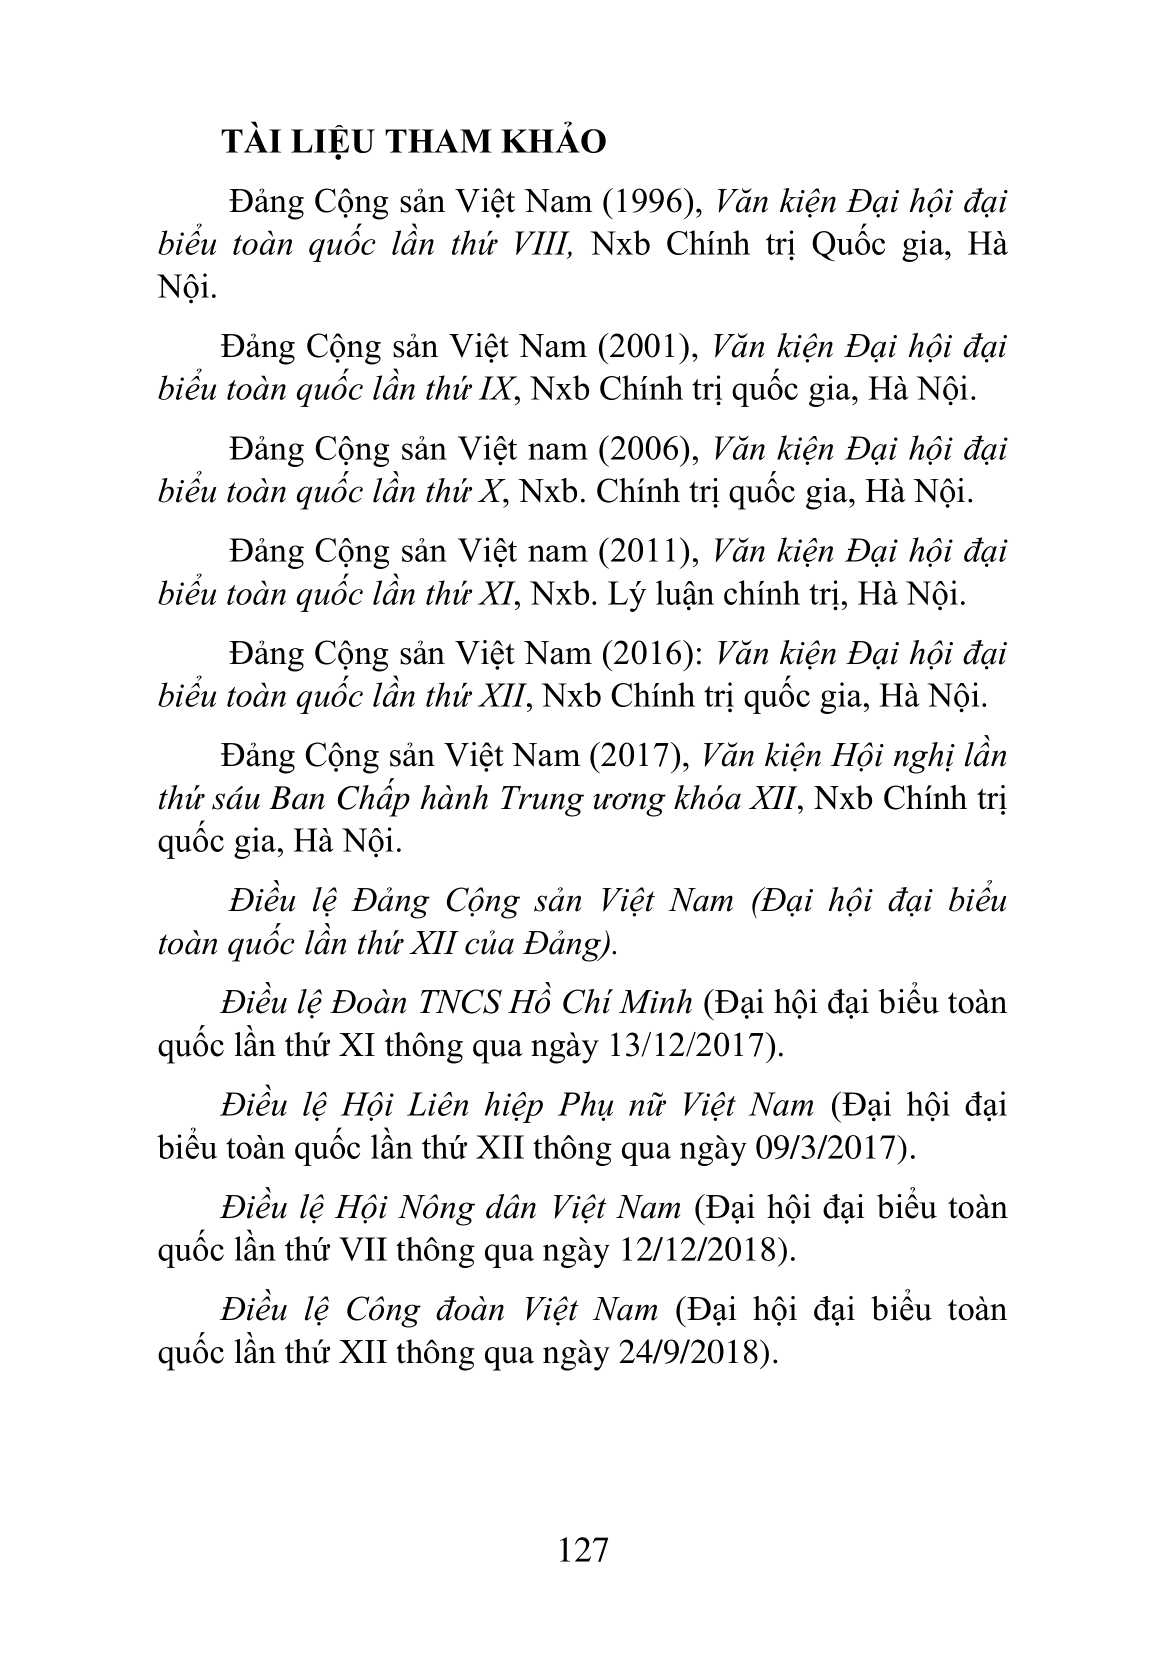 TÀI LIỆU THAM KHẢO
Đảng Cộng sản Việt Nam (1996), Văn kiện Đại hội đại
biểu toàn quốc lần thứ VIII, Nxb Chính trị Quốc gia, Hà
Nội.
Đảng Cộng sản Việt Nam (2001), Văn kiện Đại hội đại
biểu toàn quốc lần thứ IX, Nxb Chính trị quốc gia, Hà Nội.
Đảng Cộng sản Việt nam (2006), Văn kiện Đại hội đại
biểu toàn quốc lần thứ X, Nxb. Chính trị quốc gia, Hà Nội.
Đảng Cộng sản Việt nam (2011), Văn kiện Đại hội đại
biểu toàn quốc lần thứ XI, Nxb. Lý luận chính trị, Hà Nội.
Đảng Cộng sản Việt Nam (2016): Văn kiện Đại hội đại
biểu toàn quốc lần thứ XII, Nxb Chính trị quốc gia, Hà Nội.
Đảng Cộng sản Việt Nam (2017), Văn kiện Hội nghị lần
thứ sáu Ban Chấp hành Trung ương khóa XII, Nxb Chính trị
quốc gia, Hà Nội.
Điều lệ Đảng Cộng sản Việt Nam (Đại hội đại biểu
toàn quốc lần thứ XII của Đảng).
Điều lệ Đoàn TNCS Hồ Chí Minh (Đại hội đại biểu toàn
quốc lần thứ XI thông qua ngày 13/12/2017).
Điều lệ Hội Liên hiệp Phụ nữ Việt Nam (Đại hội đại
biểu toàn quốc lần thứ XII thông qua ngày 09/3/2017).
Điều lệ Hội Nông dân Việt Nam (Đại hội đại biểu toàn
quốc lần thứ VII thông qua ngày 12/12/2018).
Điều lệ Công đoàn Việt Nam (Đại hội đại biểu toàn
quốc lần thứ XII thông qua ngày 24/9/2018).
127